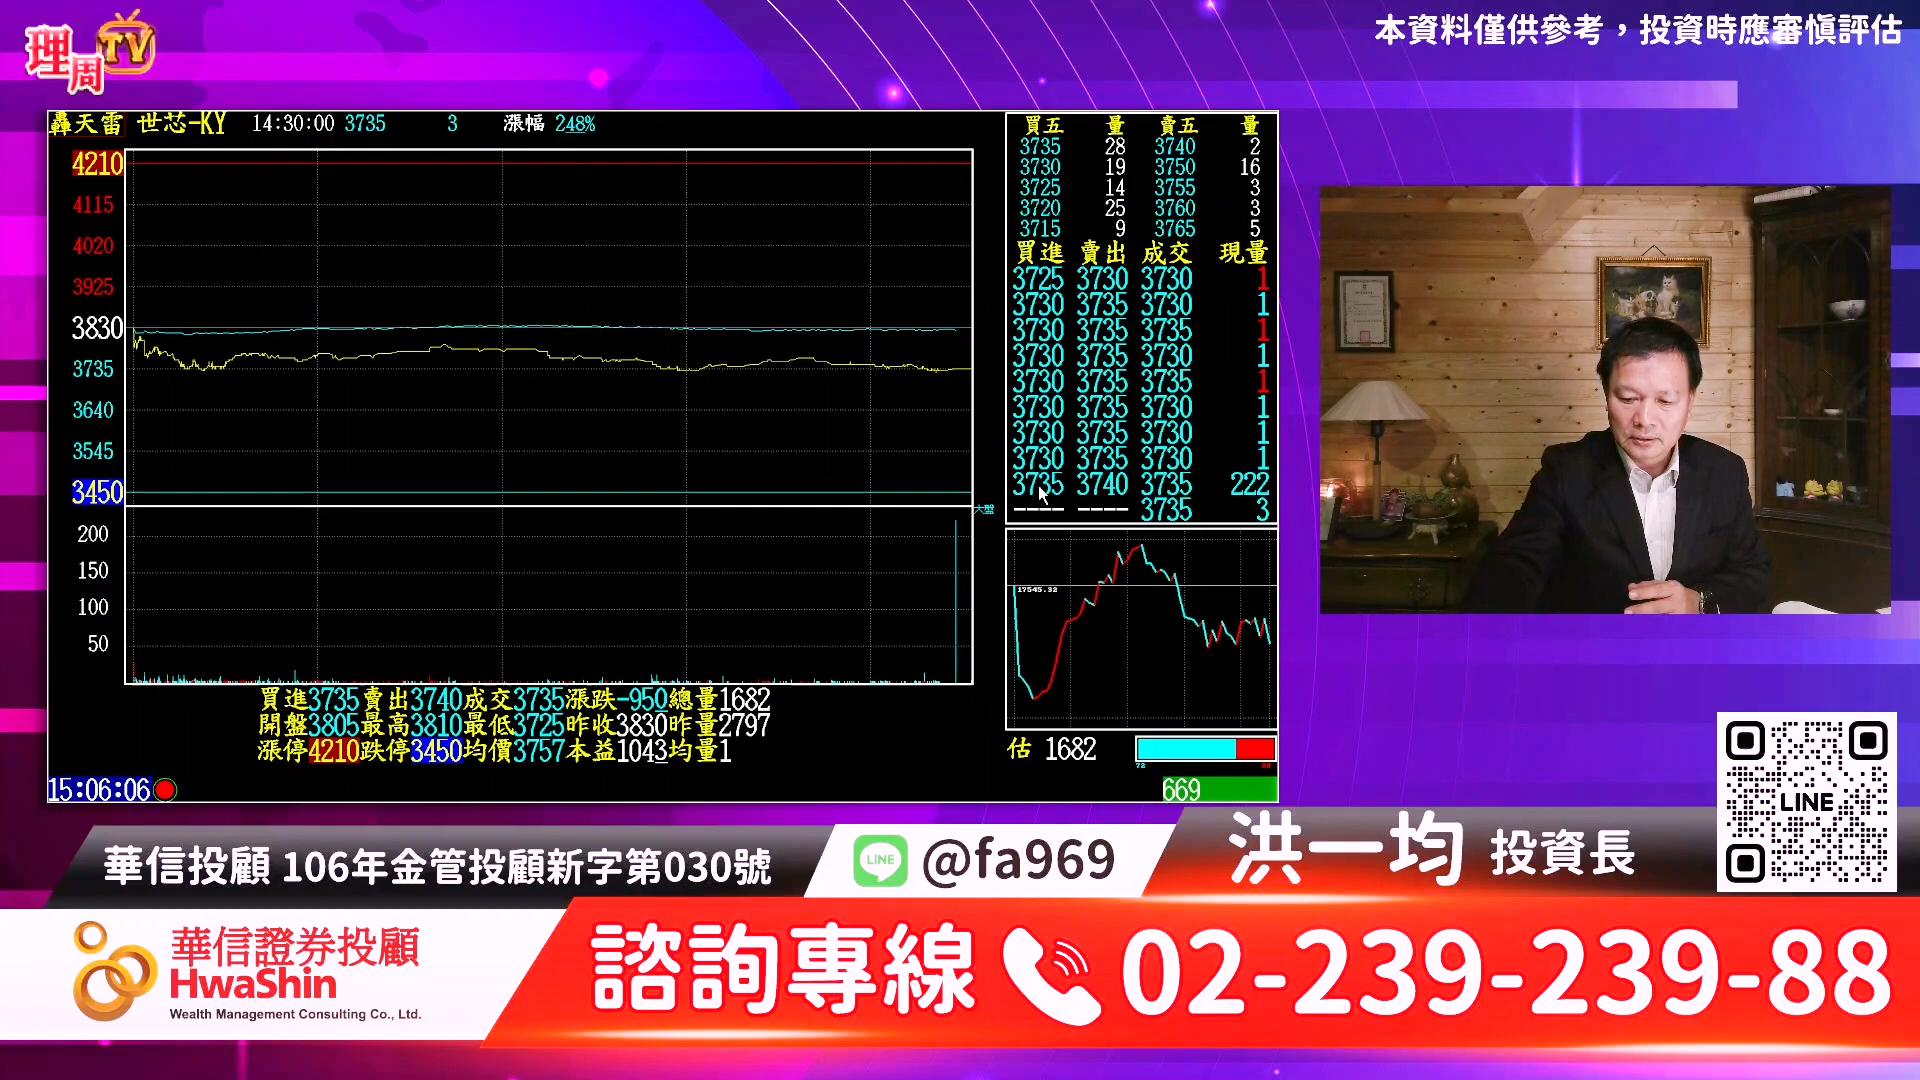 理周TV
本資料僅供參考，投資時應審慎評估
轟天雷 世芯-KY 14:30:00 3735 3 漲幅 248%
4210
4115
4020
3925
3830
3735
3640
3545
3450
200
150
100
50
大盤
買五 量 賣五 量
3735 28 3740 2
3730 19 3750 16
3725 14 3755 3
3720 25 3760 3
3715 9 3765 5
買進 賣出 成交 現量
3725 3730 3730 1
3730 3735 3730 1
3730 3735 3735 1
3730 3735 3730 1
3730 3735 3735 1
3730 3735 3730 1
3730 3735 3730 1
3730 3735 3730 1
3735 3740 3735 222
---- ---- 3735 3
17545.32
買進3735賣出3740成交3735漲跌-950總量1682
開盤3805最高3810最低3725昨收3830昨量2797
漲停4210跌停3450均價3757本益1043均量1
估 1682
72
15:06:06
669
華信投顧 106年金管投顧新字第030號
LINE @fa969
洪一均 投資長
LINE
華信證券投顧
HwaShin
Wealth Management Consulting Co., Ltd.
諮詢專線 02-239-239-88